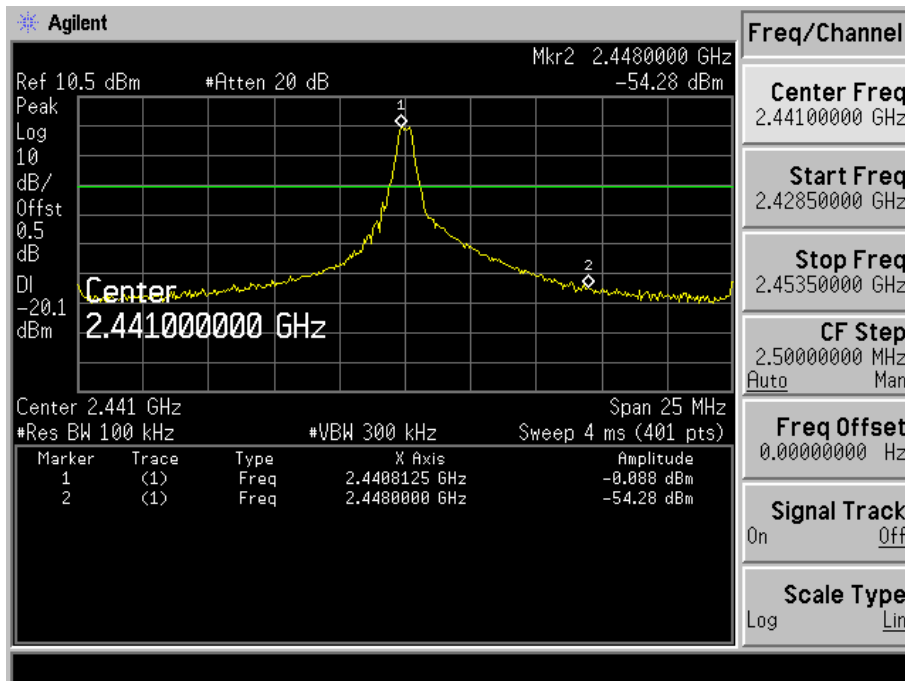 Agilent
Freq/Channel
Mkr2 2.4480000 GHz
Ref 10.5 dBm #Atten 20 dB -54.28 dBm
Peak
Log
10
dB/
Offst
0.5
dB
DI
-20.1
dBm
1
2
Center
2.441000000 GHz
Center 2.441 GHz Span 25 MHz
#Res BW 100 kHz #VBW 300 kHz Sweep 4 ms (401 pts)
Marker Trace Type X Axis Amplitude
1 (1) Freq 2.4408125 GHz -0.088 dBm
2 (1) Freq 2.4480000 GHz -54.28 dBm
Center Freq
2.44100000 GHz
Start Freq
2.42850000 GHz
Stop Freq
2.45350000 GHz
CF Step
2.50000000 MHz
Auto Man
Freq Offset
0.00000000 Hz
Signal Track
On Off
Scale Type
Log Lin